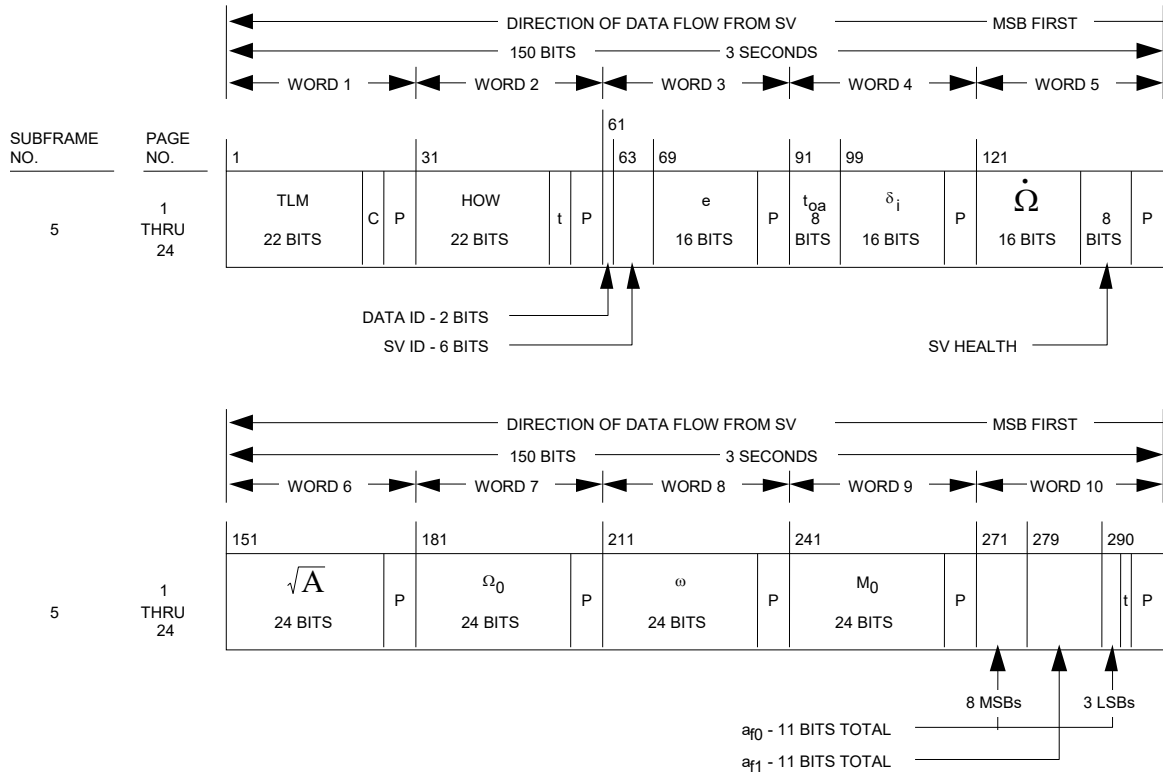 DIRECTION OF DATA FLOW FROM SV MSB FIRST
150 BITS 3 SECONDS
WORD 1 WORD 2 WORD 3 WORD 4 WORD 5
SUBFRAME NO. PAGE NO.
61
1 31 63 69 91 99 121
5 1 THRU 24
TLM 22 BITS C P HOW 22 BITS t P e 16 BITS P toa 8 BITS δi 16 BITS P Ω̇ 16 BITS 8 BITS P
DATA ID - 2 BITS
SV ID - 6 BITS SV HEALTH
DIRECTION OF DATA FLOW FROM SV MSB FIRST
150 BITS 3 SECONDS
WORD 6 WORD 7 WORD 8 WORD 9 WORD 10
151 181 211 241 271 279 290
5 1 THRU 24
√A 24 BITS P Ω0 24 BITS P ω 24 BITS P M0 24 BITS P t P
8 MSBs 3 LSBs
af0 - 11 BITS TOTAL
af1 - 11 BITS TOTAL